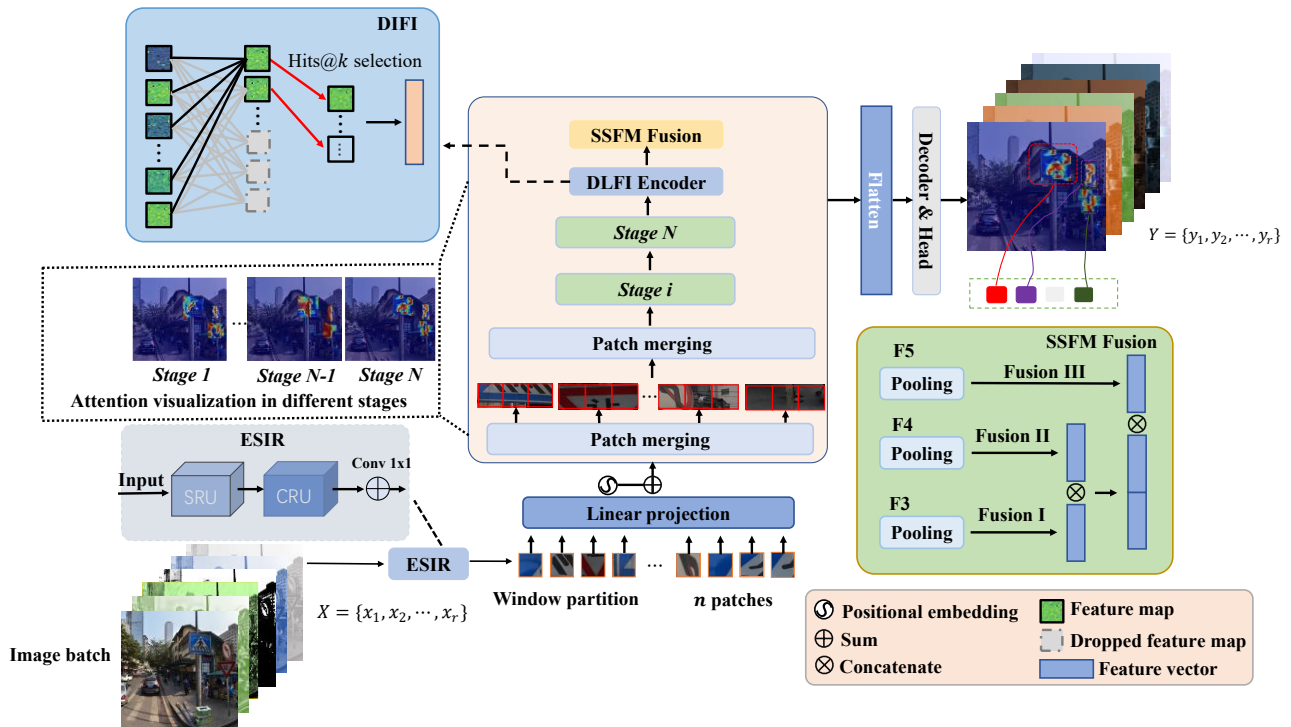 DIFI
Hits@k selection
SSFM Fusion
DLFI Encoder
Stage N
Stage i
Patch merging
Patch merging
Flatten
Decoder & Head
Y = {y₁, y₂, ⋯, yᵣ}
Stage 1
Stage N-1
Stage N
Attention visualization in different stages
ESIR
Input
SRU
CRU
Conv 1x1
Linear projection
ESIR
Window partition
n patches
X = {x₁, x₂, ⋯, xᵣ}
Image batch
SSFM Fusion
F5
Pooling
Fusion III
F4
Pooling
Fusion II
F3
Pooling
Fusion I
Positional embedding
Sum
Concatenate
Feature map
Dropped feature map
Feature vector